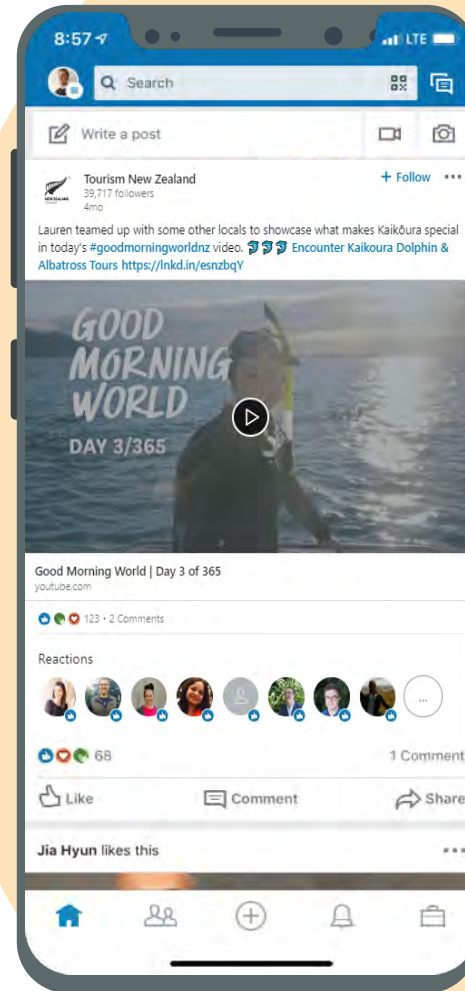 8:57
LTE
Search
Write a post
Tourism New Zealand
+ Follow
39,717 followers
4mo
NEW ZEALAND
Lauren teamed up with some other locals to showcase what makes Kaikōura special
in today's #goodmorningworldnz video. Encounter Kaikoura Dolphin &
Albatross Tours https://lnkd.in/esnzbqY
GOOD
MORNING
WORLD
DAY 3/365
Good Morning World | Day 3 of 365
youtube.com
123 • 2 Comments
Reactions
...
68
1 Comment
Like
Comment
Share
Jia Hyun likes this